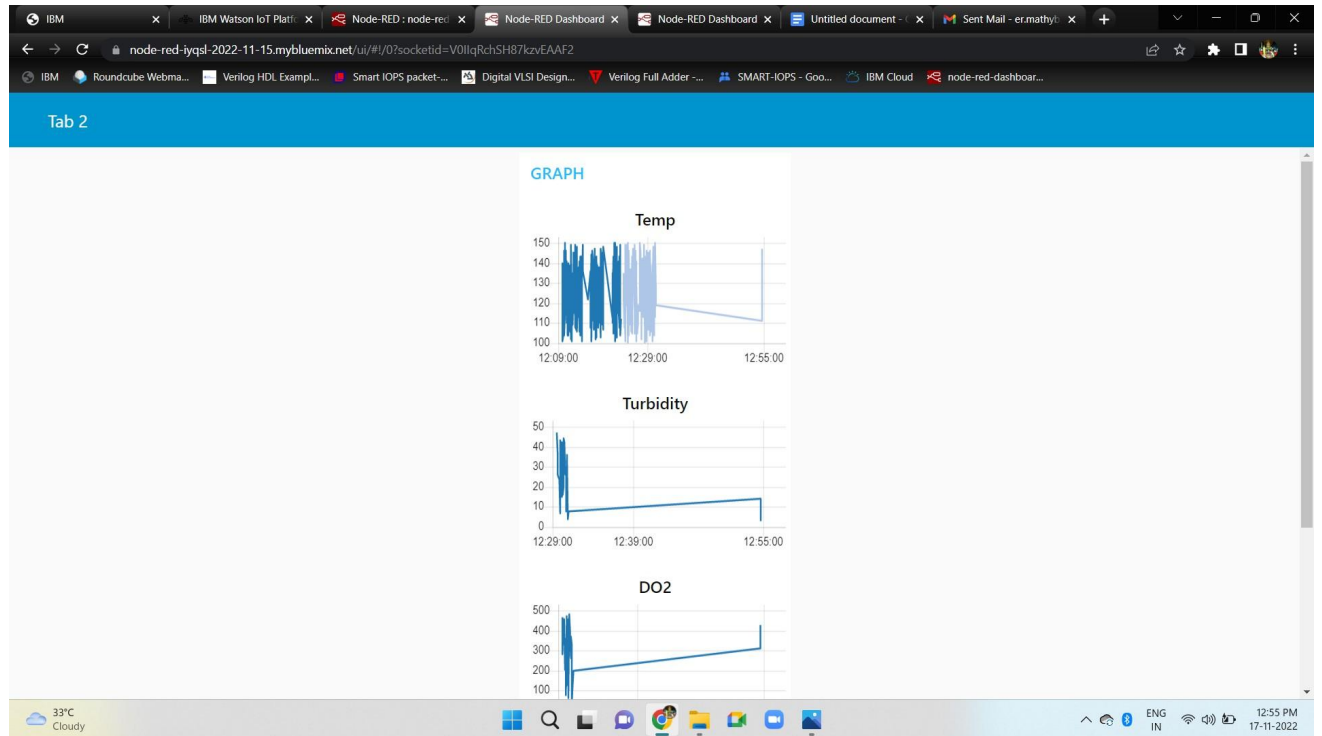 IBM
IBM Watson IoT Platf
Node-RED : node-red
Node-RED Dashboard
Node-RED Dashboard
Untitled document - 
Sent Mail - er.mathyb
node-red-iyqsl-2022-11-15.mybluemix.net/ui/#!/0?socketid=V0IIqRchSH87kzvEAAF2
IBM
Roundcube Webma...
Verilog HDL Exampl...
Smart IOPS packet-...
Digital VLSI Design...
Verilog Full Adder -...
SMART-IOPS - Goo...
IBM Cloud
node-red-dashboar...
Tab 2
GRAPH
Temp
150
140
130
120
110
100
12:09:00 12:29:00 12:55:00
Turbidity
50
40
30
20
10
0
12:29:00 12:39:00 12:55:00
DO2
500
400
300
200
100
33°C
Cloudy
ENG
IN
12:55 PM
17-11-2022